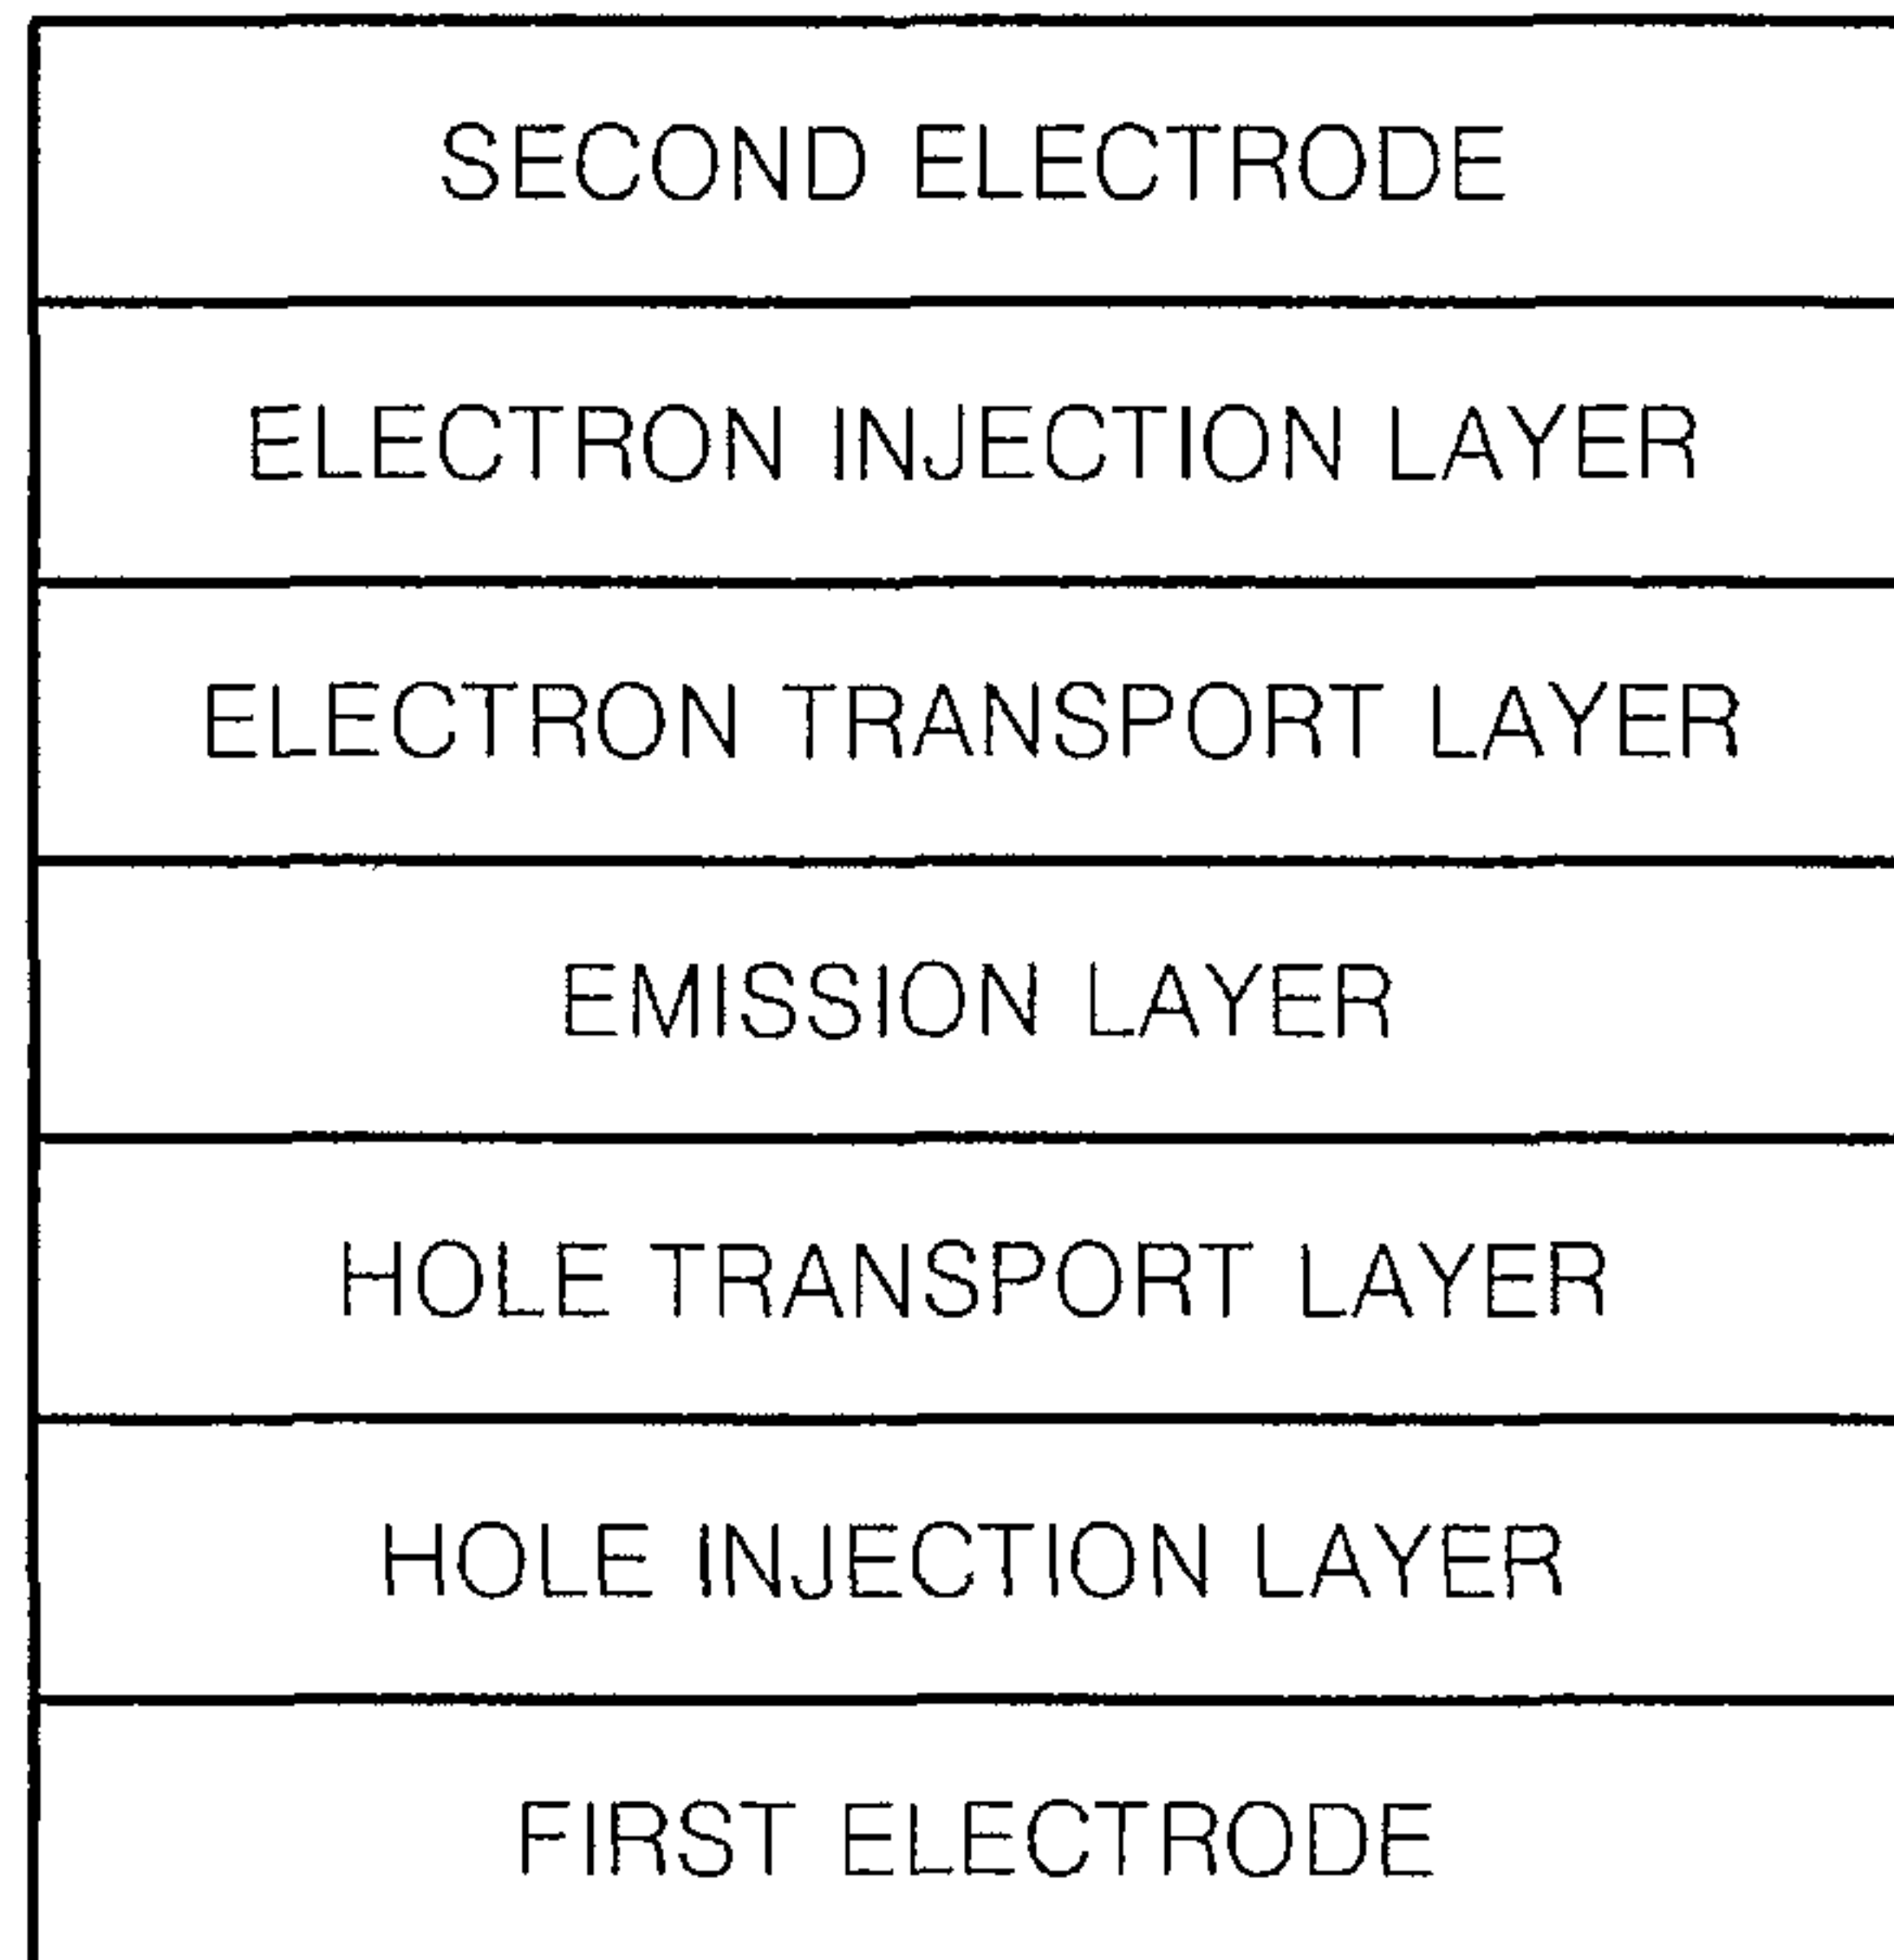 SECOND ELECTRODE
ELECTRON INJECTION LAYER
ELECTRON TRANSPORT LAYER
EMISSION LAYER
HOLE TRANSPORT LAYER
HOLE INJECTION LAYER
FIRST ELECTRODE